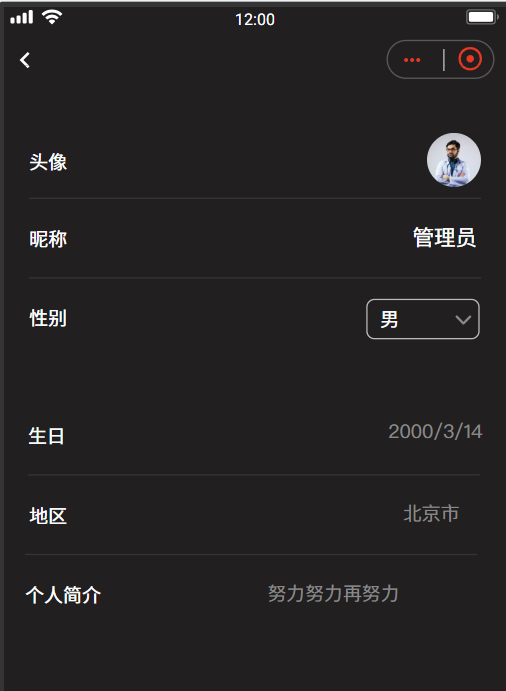 12:00
头像
昵称 管理员
性别 男
生日 2000/3/14
地区 北京市
个人简介 努力努力再努力